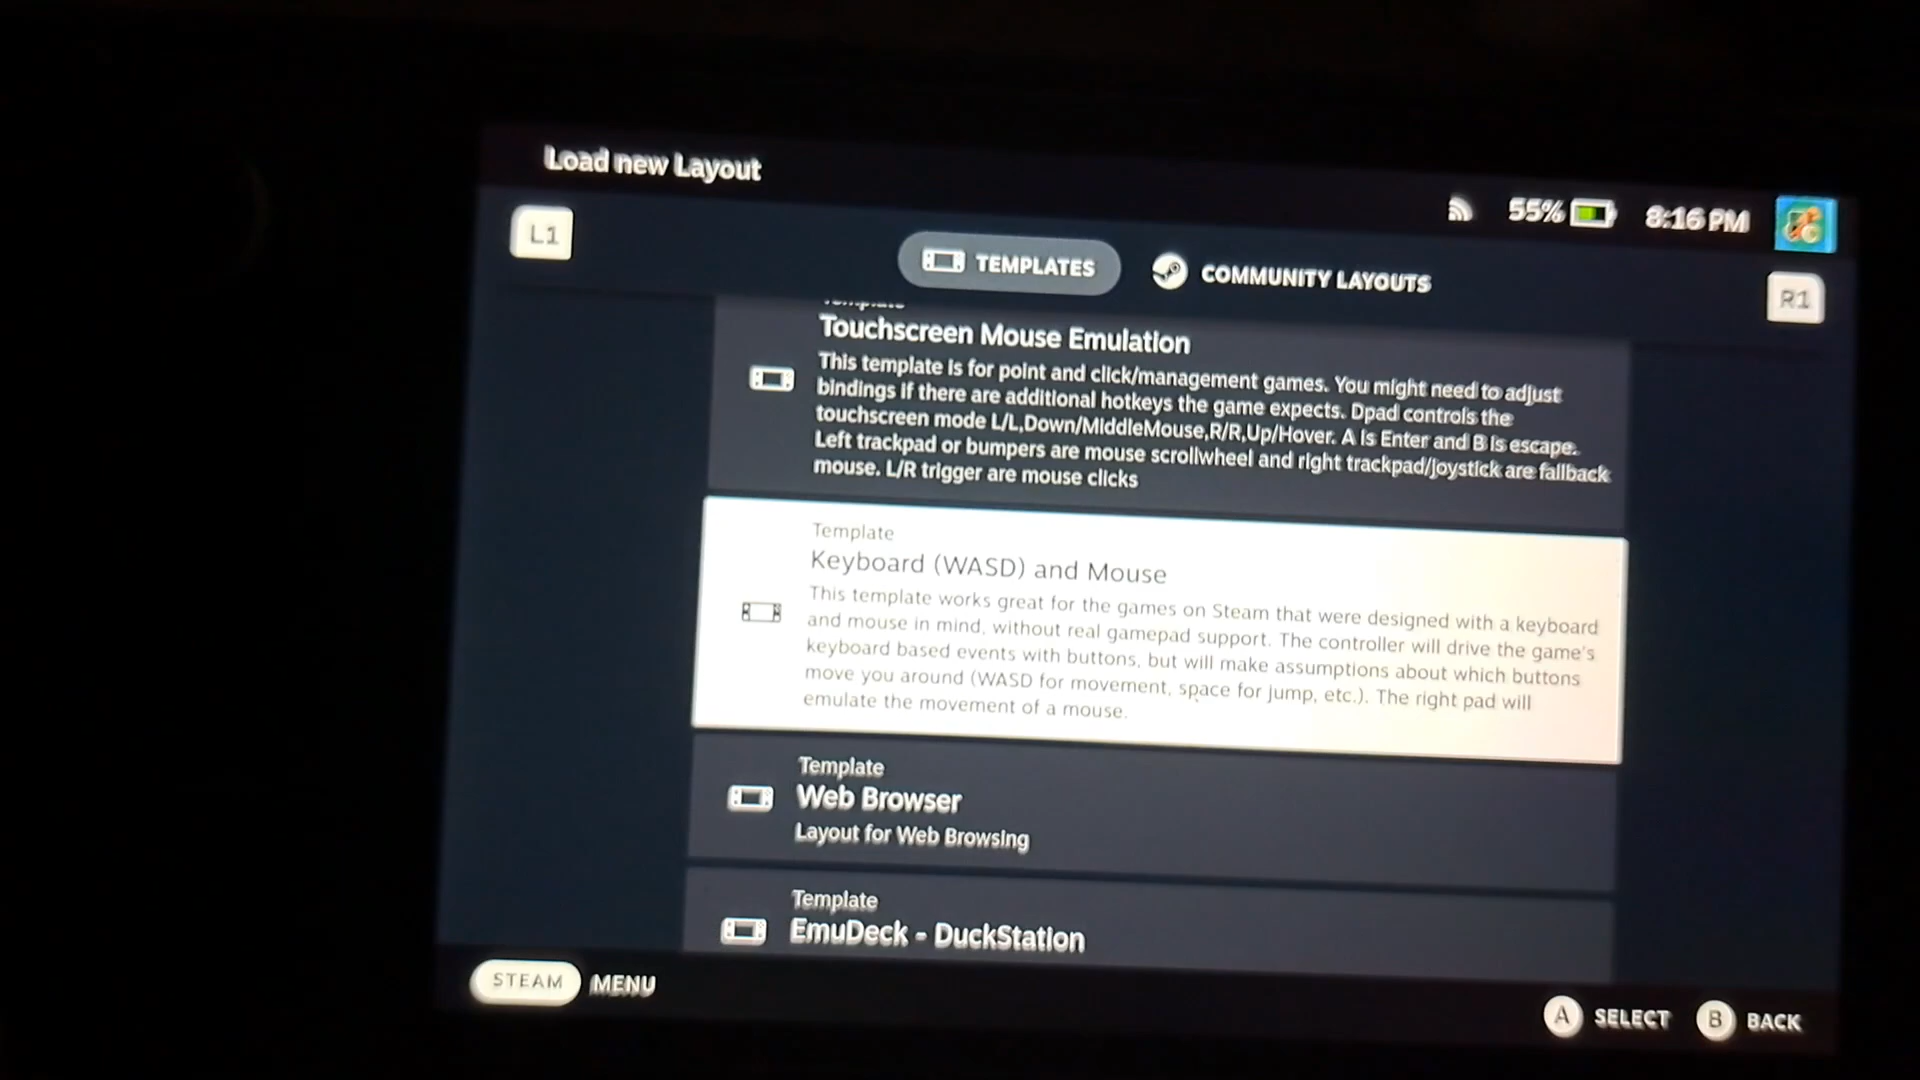 Load new Layout
55%
8:16 PM
L1
TEMPLATES
COMMUNITY LAYOUTS
R1
Template
Touchscreen Mouse Emulation
This template is for point and click/management games. You might need to adjust
bindings if there are additional hotkeys the game expects. Dpad controls the
touchscreen mode L/L,Down/MiddleMouse,R/R,Up/Hover. A is Enter and B is escape.
Left trackpad or bumpers are mouse scrollwheel and right trackpad/joystick are fallback
mouse. L/R trigger are mouse clicks
Template
Keyboard (WASD) and Mouse
This template works great for the games on Steam that were designed with a keyboard
and mouse in mind, without real gamepad support. The controller will drive the game's
keyboard based events with buttons, but will make assumptions about which buttons
move you around (WASD for movement, space for jump, etc.). The right pad will
emulate the movement of a mouse.
Template
Web Browser
Layout for Web Browsing
Template
EmuDeck - DuckStation
STEAM
MENU
A
SELECT
B
BACK